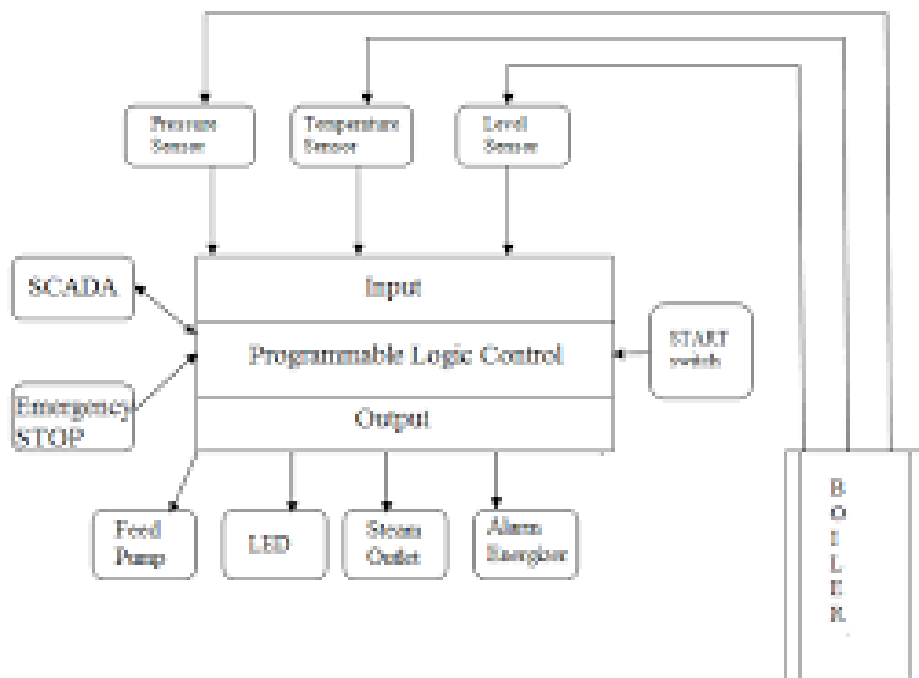 Pressure
Sensor
Temperature
Sensor
Level
Sensor
SCADA
Input
Programmable Logic Control
START
switch
Emergency
STOP
Output
Feed
Pump
LED
Steam
Outlet
Alarm
Energiser
B
O
I
L
E
R